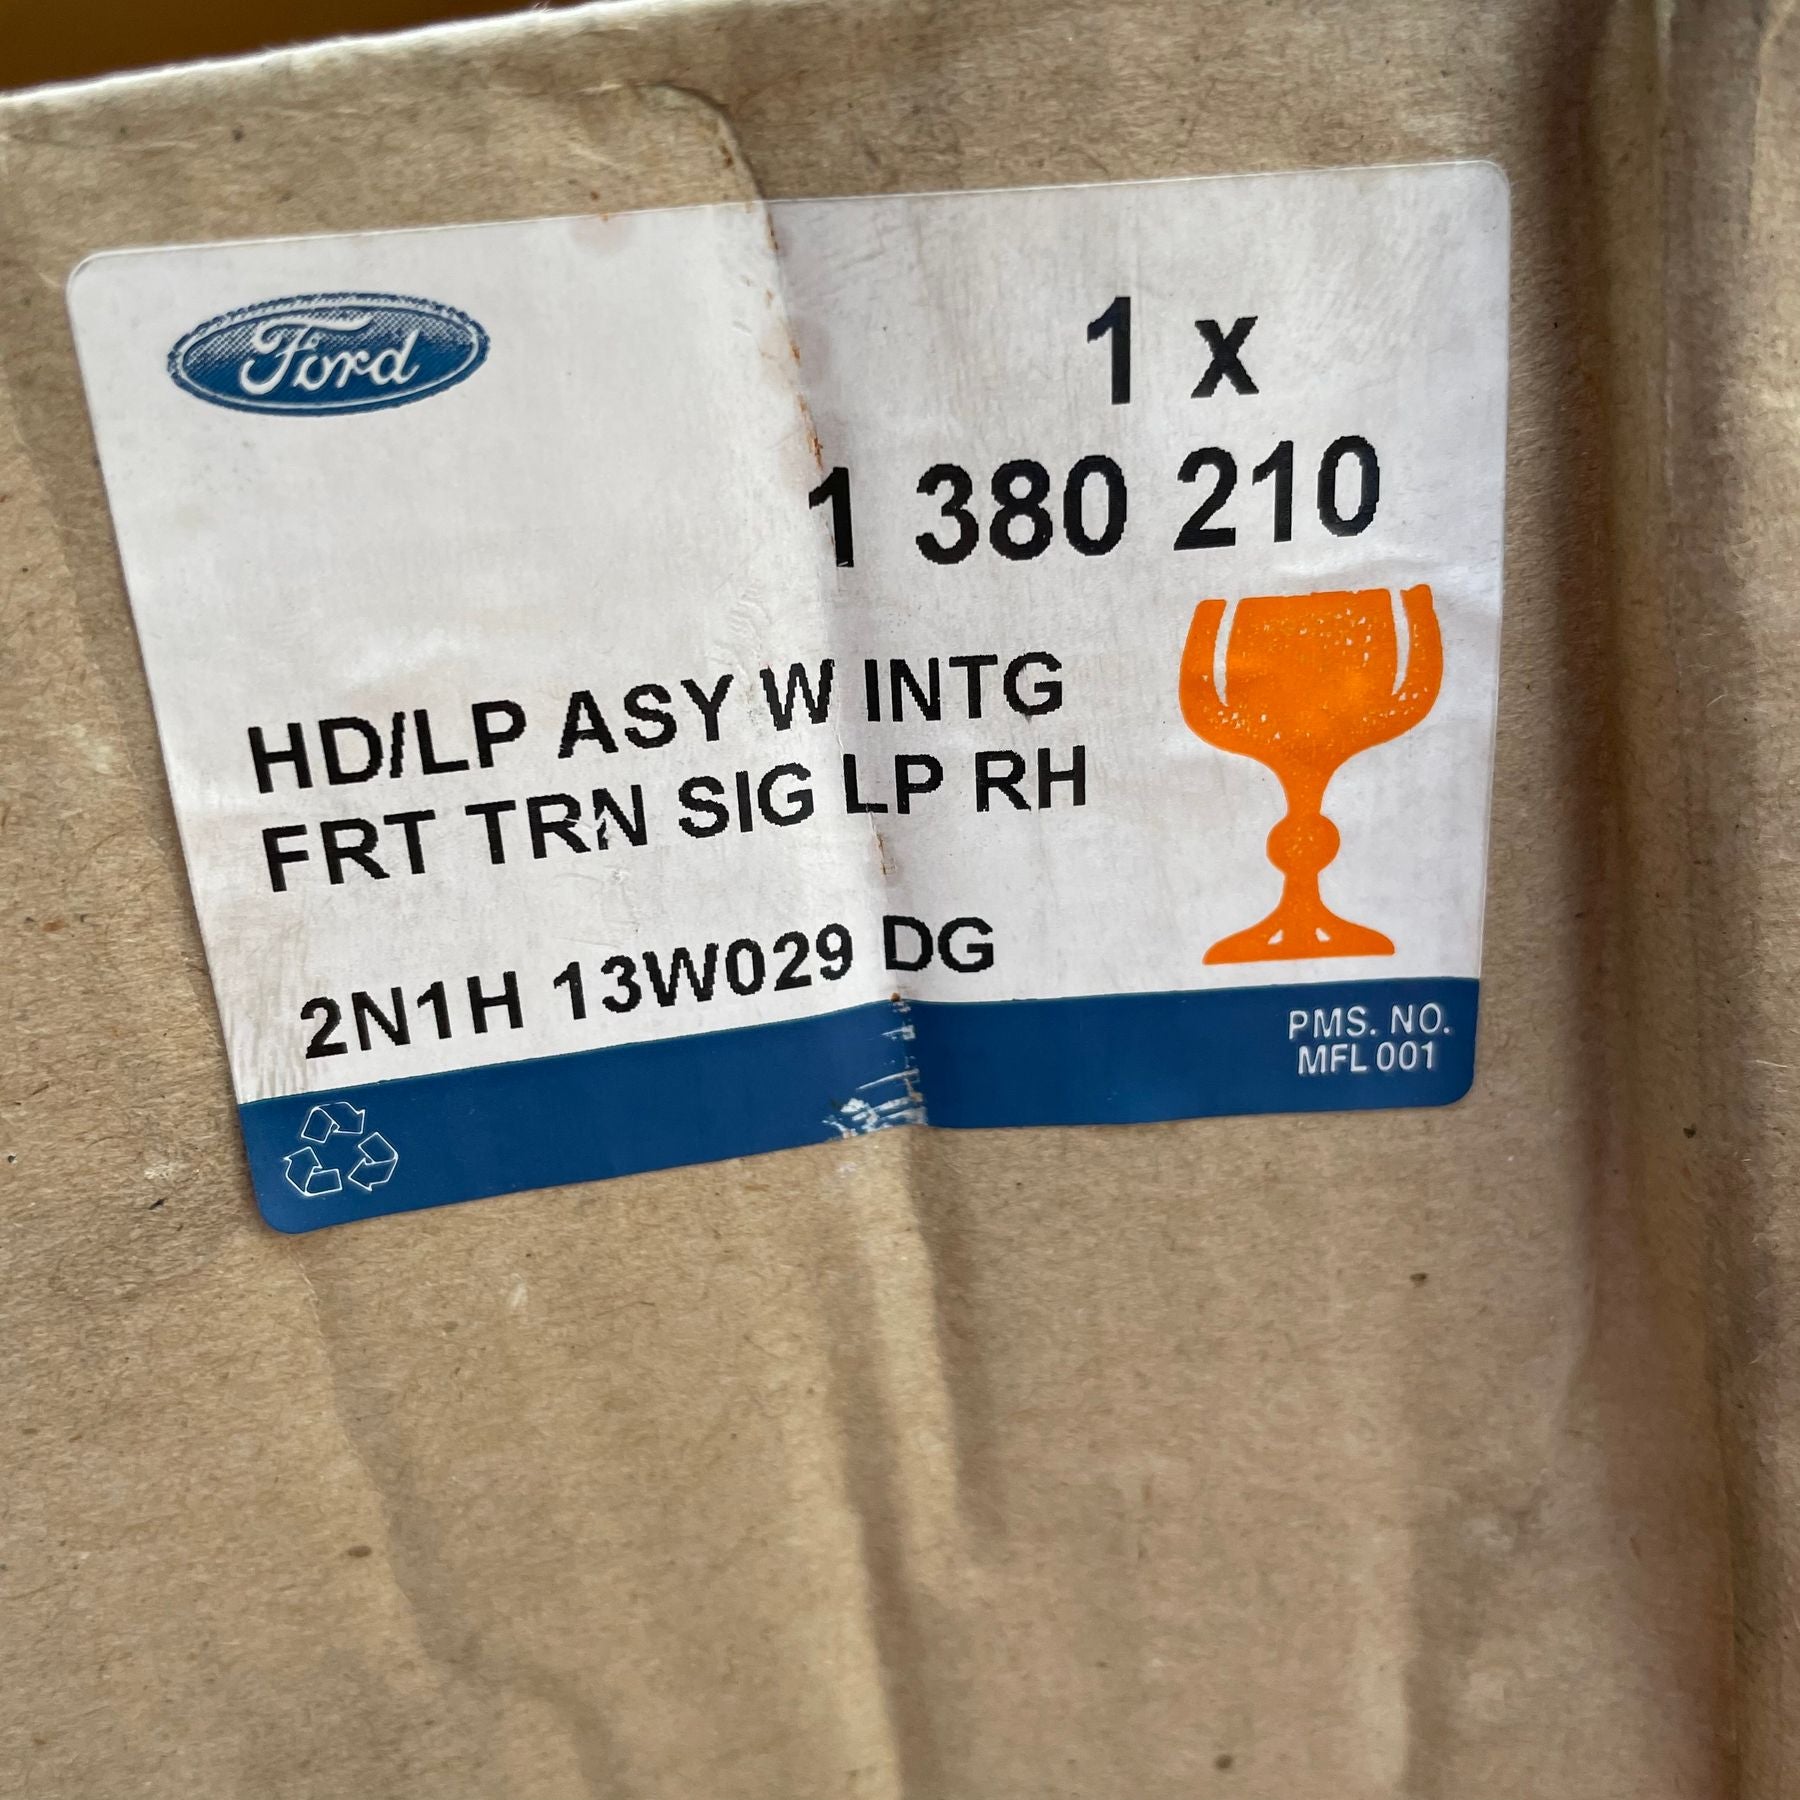 Ford
1 x
1 380 210
HD/LP ASY W INTG
FRT TRN SIG LP RH
2N1H 13W029 DG
PMS. NO.
MFL 001